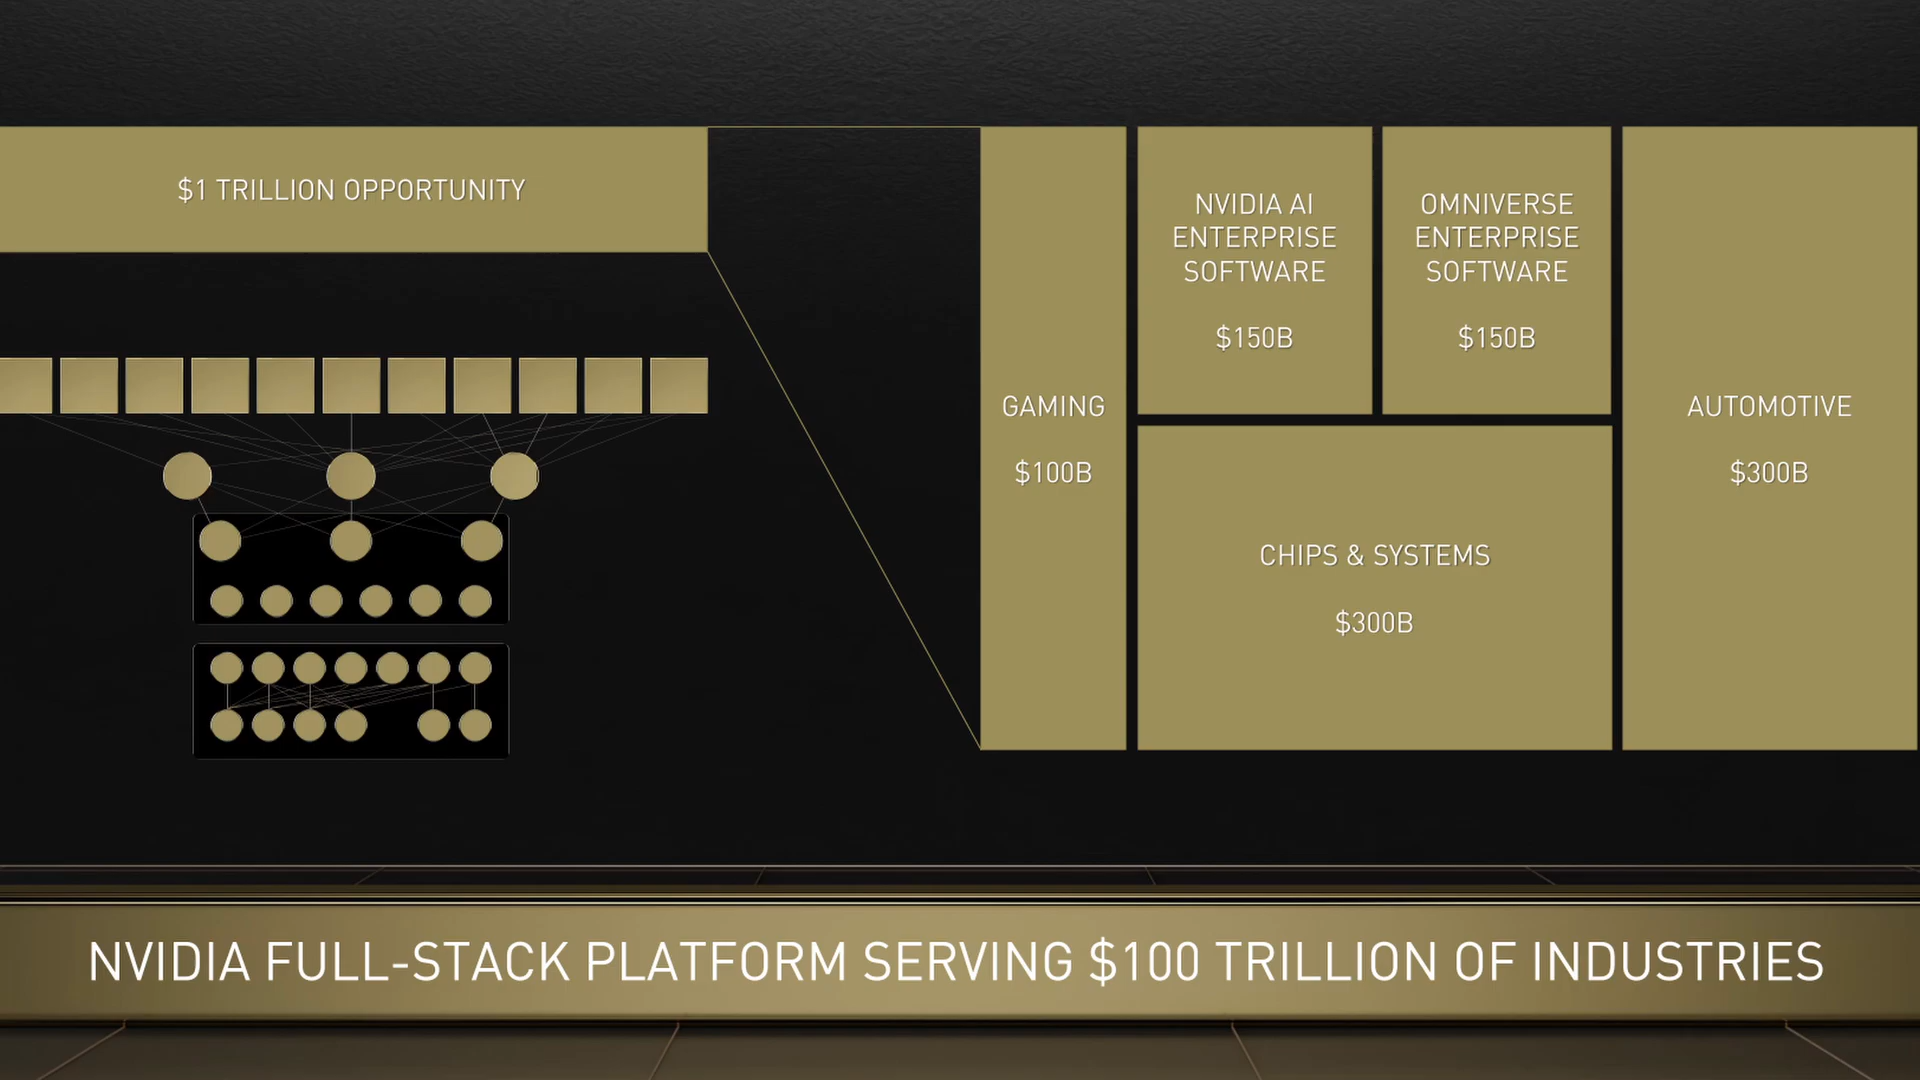 $1 TRILLION OPPORTUNITY
GAMING
$100B
NVIDIA AI
ENTERPRISE
SOFTWARE
$150B
OMNIVERSE
ENTERPRISE
SOFTWARE
$150B
CHIPS & SYSTEMS
$300B
AUTOMOTIVE
$300B
NVIDIA FULL-STACK PLATFORM SERVING $100 TRILLION OF INDUSTRIES